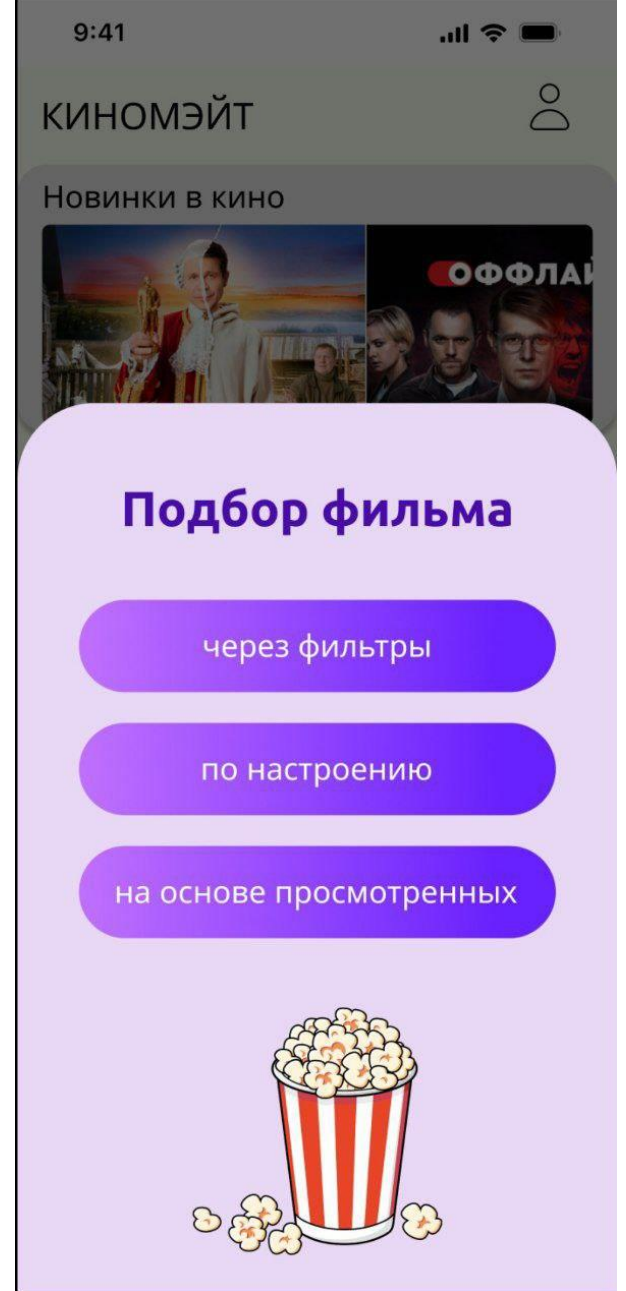 9:41
КИНОМЭЙТ
Новинки в кино
ОФФЛАЙ
Подбор фильма
через фильтры
по настроению
на основе просмотренных